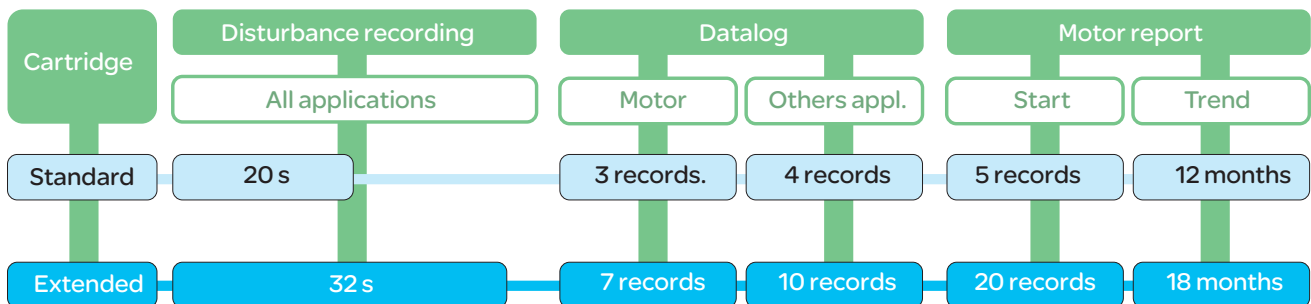 Cartridge
Disturbance recording
Datalog
Motor report
All applications
Motor
Others appl.
Start
Trend
Standard
20 s
3 records.
4 records
5 records
12 months
Extended
32 s
7 records
10 records
20 records
18 months